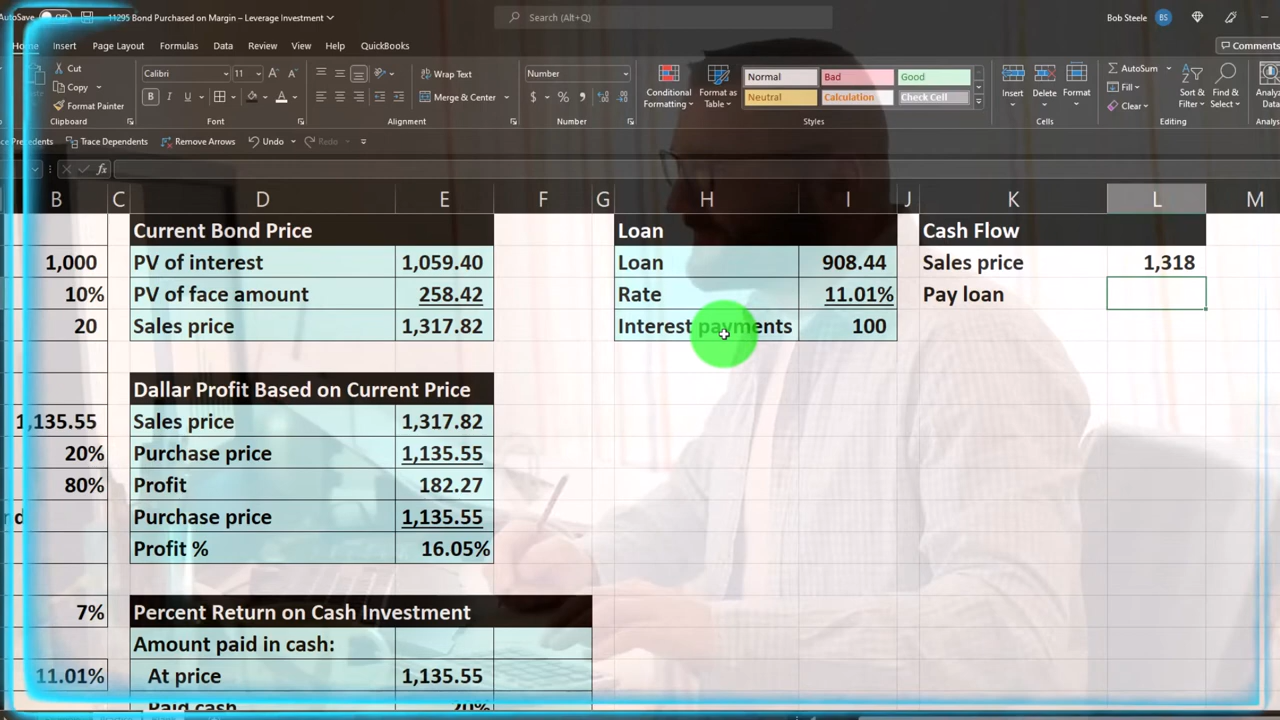 AutoSave Off 11295 Bond Purchased on Margin – Leverage Investment Search (Alt+Q) Bob Steele BS
Home Insert Page Layout Formulas Data Review View Help QuickBooks Comments
Cut Calibri 11 Wrap Text Number Normal Bad Good AutoSum
Copy Fill
Format Painter Merge & Center Conditional Formatting Format as Table Neutral Calculation Check Cell Insert Delete Format Clear Sort & Filter Find & Select
Clipboard Font Alignment Number Styles Cells Editing
Trace Dependents Remove Arrows Undo Redo
fx
B C D E F G H I J K L M
Current Bond Price Loan Cash Flow
1,000 PV of interest 1,059.40 Loan 908.44 Sales price 1,318
10% PV of face amount 258.42 Rate 11.01% Pay loan
20 Sales price 1,317.82 Interest payments 100
Dollar Profit Based on Current Price
1,135.55 Sales price 1,317.82
20% Purchase price 1,135.55
80% Profit 182.27
Purchase price 1,135.55
Profit % 16.05%
7% Percent Return on Cash Investment
Amount paid in cash:
11.01% At price 1,135.55
Paid cash 20%